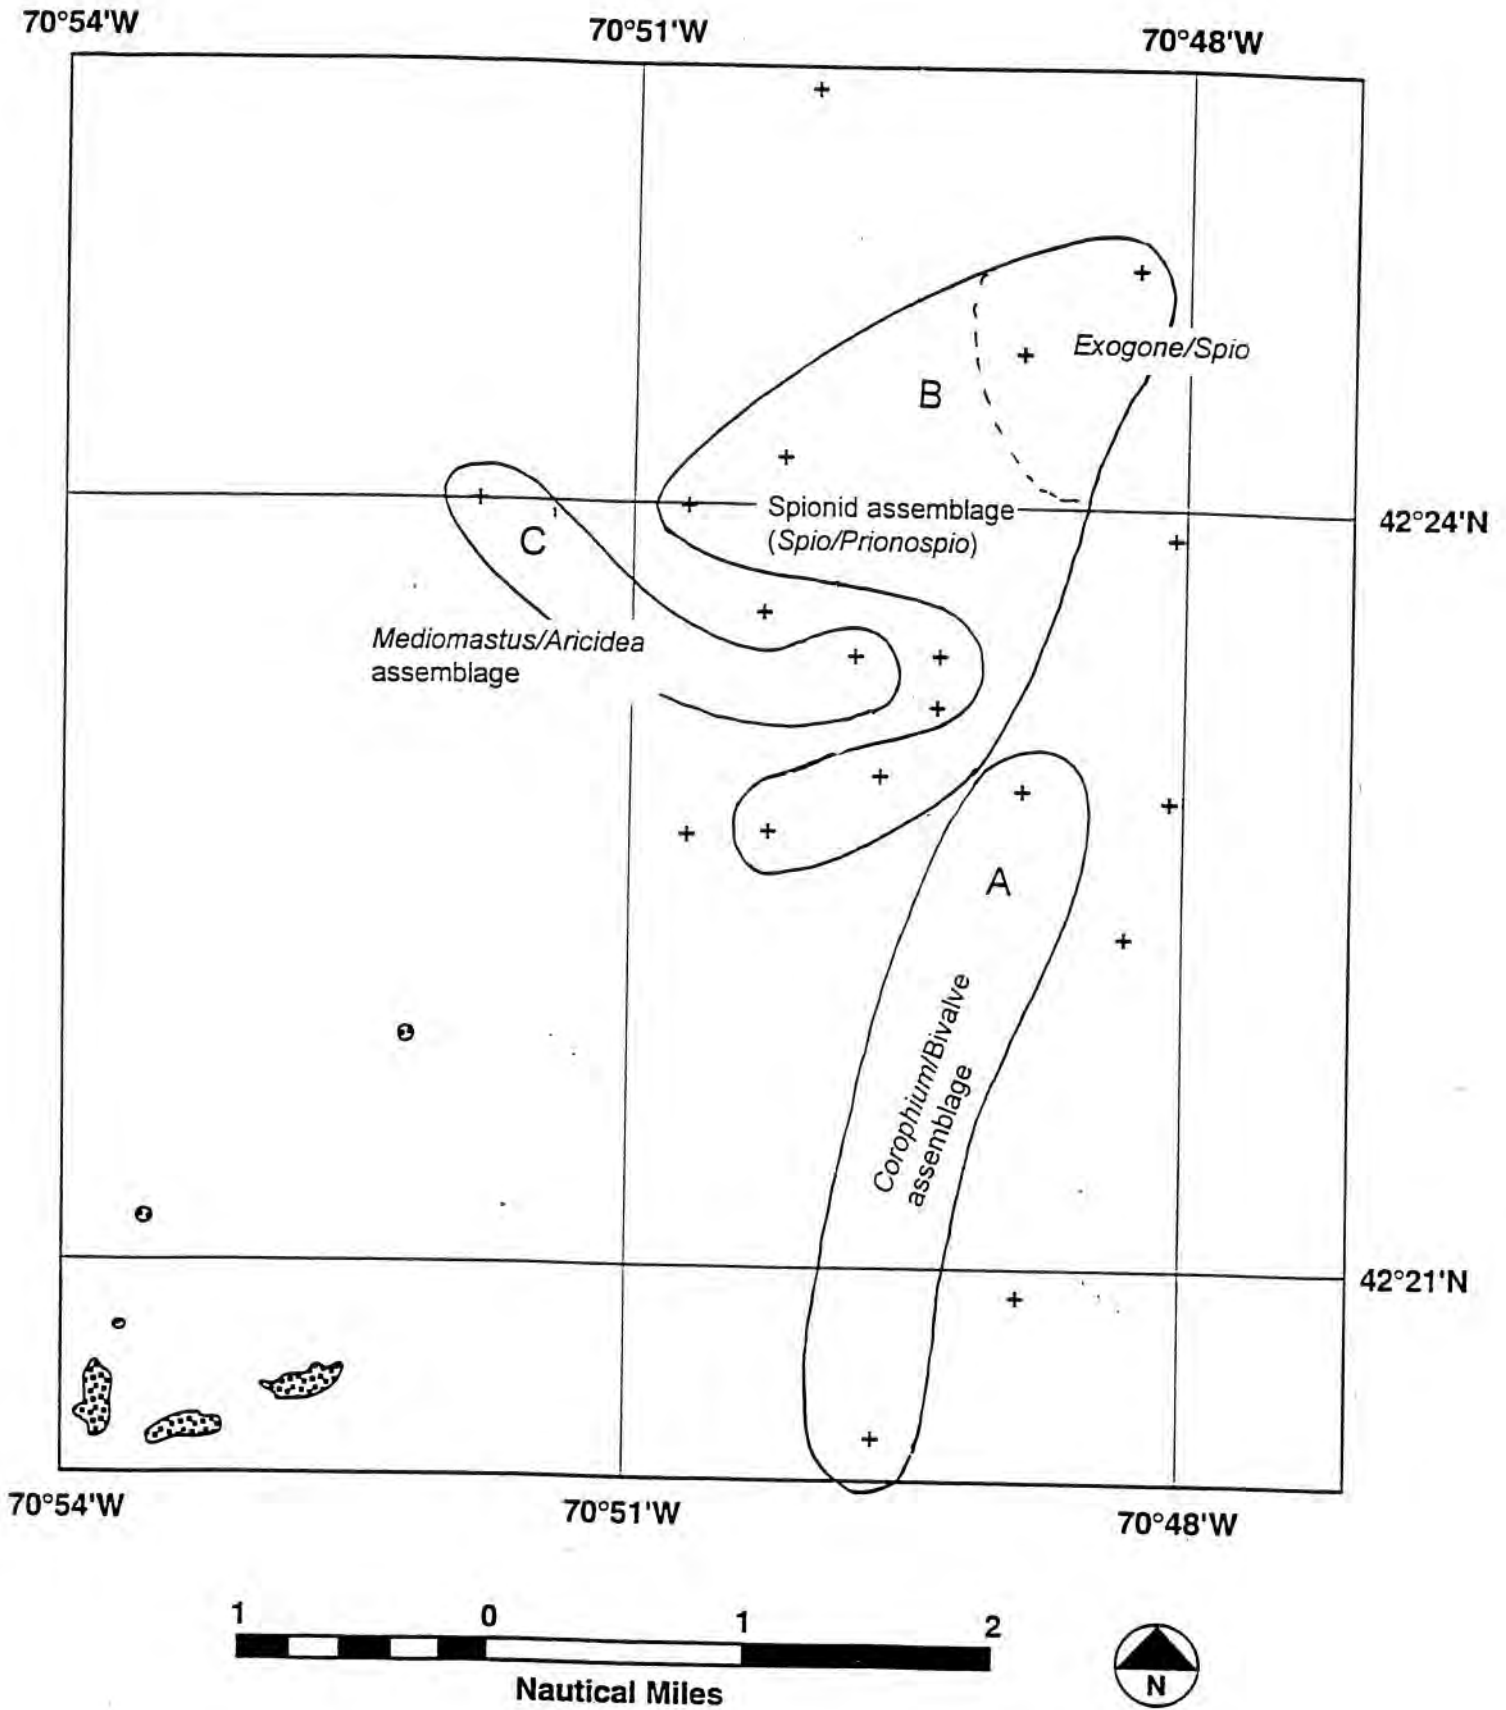 70°54'W
70°51'W
70°48'W
Exogone/Spio
B
Spionid assemblage
(Spio/Prionospio)
42°24'N
C
Mediomastus/Aricidea
assemblage
A
Corophium/Bivalve
assemblage
42°21'N
70°54'W
70°51'W
70°48'W
1 0 1 2
Nautical Miles
N